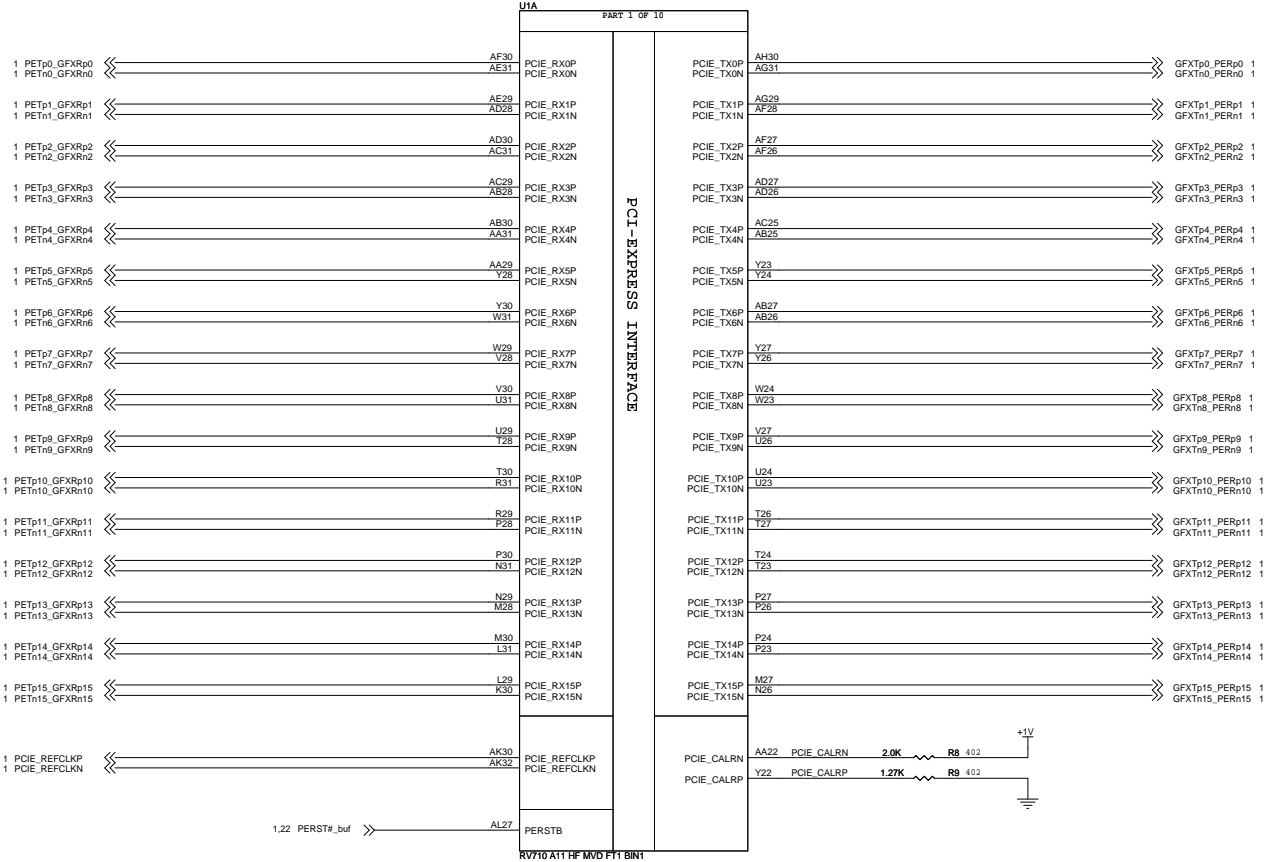 U1A
PART 1 OF 10
1 PETp0_GFXRp0 AF30 PCIE_RX0P PCIE_TX0P AH30 GFXTp0_PERp0 1
1 PETn0_GFXRn0 AE31 PCIE_RX0N PCIE_TX0N AG31 GFXTn0_PERn0 1
1 PETp1_GFXRp1 AE29 PCIE_RX1P PCIE_TX1P AG29 GFXTp1_PERp1 1
1 PETn1_GFXRn1 AD28 PCIE_RX1N PCIE_TX1N AF28 GFXTn1_PERn1 1
1 PETp2_GFXRp2 AD30 PCIE_RX2P PCIE_TX2P AF27 GFXTp2_PERp2 1
1 PETn2_GFXRn2 AC31 PCIE_RX2N PCIE_TX2N AF26 GFXTn2_PERn2 1
1 PETp3_GFXRp3 AC29 PCIE_RX3P PCIE_TX3P AD27 GFXTp3_PERp3 1
1 PETn3_GFXRn3 AB28 PCIE_RX3N PCIE_TX3N AD26 GFXTn3_PERn3 1
1 PETp4_GFXRp4 AB30 PCIE_RX4P PCIE_TX4P AC25 GFXTp4_PERp4 1
1 PETn4_GFXRn4 AA31 PCIE_RX4N PCIE_TX4N AB25 GFXTn4_PERn4 1
1 PETp5_GFXRp5 AA29 PCIE_RX5P PCIE_TX5P Y23 GFXTp5_PERp5 1
1 PETn5_GFXRn5 Y28 PCIE_RX5N PCIE_TX5N Y24 GFXTn5_PERn5 1
1 PETp6_GFXRp6 Y30 PCIE_RX6P PCIE_TX6P AB27 GFXTp6_PERp6 1
1 PETn6_GFXRn6 W31 PCIE_RX6N PCIE_TX6N AB26 GFXTn6_PERn6 1
1 PETp7_GFXRp7 W29 PCIE_RX7P PCIE_TX7P Y27 GFXTp7_PERp7 1
1 PETn7_GFXRn7 V28 PCIE_RX7N PCIE_TX7N Y26 GFXTn7_PERn7 1
1 PETp8_GFXRp8 V30 PCIE_RX8P PCIE_TX8P W24 GFXTp8_PERp8 1
1 PETn8_GFXRn8 U31 PCIE_RX8N PCIE_TX8N W23 GFXTn8_PERn8 1
1 PETp9_GFXRp9 U29 PCIE_RX9P PCIE_TX9P V27 GFXTp9_PERp9 1
1 PETn9_GFXRn9 T28 PCIE_RX9N PCIE_TX9N U26 GFXTn9_PERn9 1
1 PETp10_GFXRp10 T30 PCIE_RX10P PCIE_TX10P U24 GFXTp10_PERp10 1
1 PETn10_GFXRn10 R31 PCIE_RX10N PCIE_TX10N U23 GFXTn10_PERn10 1
1 PETp11_GFXRp11 R29 PCIE_RX11P PCIE_TX11P T26 GFXTp11_PERp11 1
1 PETn11_GFXRn11 P28 PCIE_RX11N PCIE_TX11N T27 GFXTn11_PERn11 1
1 PETp12_GFXRp12 P30 PCIE_RX12P PCIE_TX12P T24 GFXTp12_PERp12 1
1 PETn12_GFXRn12 N31 PCIE_RX12N PCIE_TX12N T23 GFXTn12_PERn12 1
1 PETp13_GFXRp13 N29 PCIE_RX13P PCIE_TX13P P27 GFXTp13_PERp13 1
1 PETn13_GFXRn13 M28 PCIE_RX13N PCIE_TX13N P26 GFXTn13_PERn13 1
1 PETp14_GFXRp14 M30 PCIE_RX14P PCIE_TX14P P24 GFXTp14_PERp14 1
1 PETn14_GFXRn14 L31 PCIE_RX14N PCIE_TX14N P23 GFXTn14_PERn14 1
1 PETp15_GFXRp15 L29 PCIE_RX15P PCIE_TX15P M27 GFXTp15_PERp15 1
1 PETn15_GFXRn15 K30 PCIE_RX15N PCIE_TX15N N26 GFXTn15_PERn15 1
PCI-EXPRESS INTERFACE
+1V
1 PCIE_REFCLKP AK30 PCIE_REFCLKP PCIE_CALRN AA22 PCIE_CALRN 2.0K R8 402
1 PCIE_REFCLKN AK32 PCIE_REFCLKN PCIE_CALRP Y22 PCIE_CALRP 1.27K R9 402
1,22 PERST#_buf AL27 PERSTB
RV710 A11 HF MVD FT1 BIN1